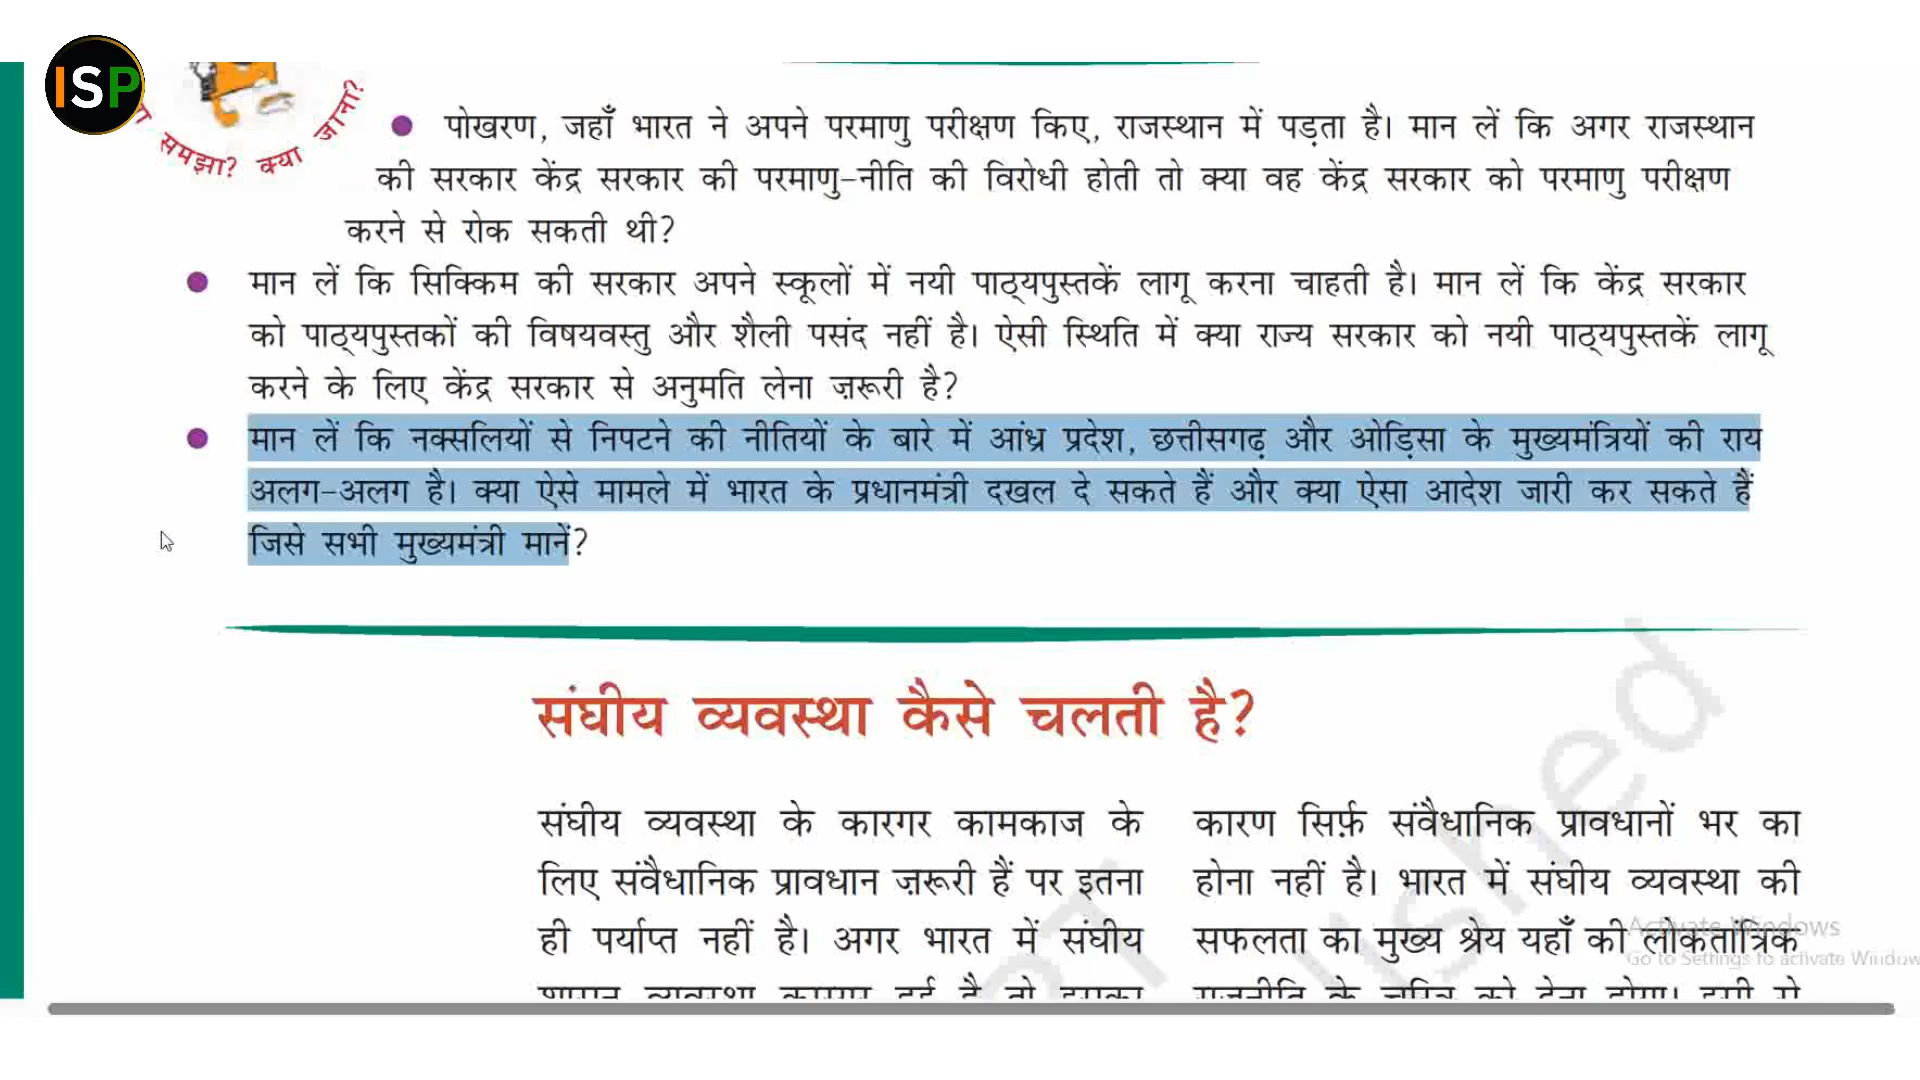 ISP
समझा? क्या जाना?
● पोखरण, जहाँ भारत ने अपने परमाणु परीक्षण किए, राजस्थान में पड़ता है। मान लें कि अगर राजस्थान
की सरकार केंद्र सरकार की परमाणु-नीति की विरोधी होती तो क्या वह केंद्र सरकार को परमाणु परीक्षण
करने से रोक सकती थी?
● मान लें कि सिक्किम की सरकार अपने स्कूलों में नयी पाठ्यपुस्तकें लागू करना चाहती है। मान लें कि केंद्र सरकार
को पाठ्यपुस्तकों की विषयवस्तु और शैली पसंद नहीं है। ऐसी स्थिति में क्या राज्य सरकार को नयी पाठ्यपुस्तकें लागू
करने के लिए केंद्र सरकार से अनुमति लेना ज़रूरी है?
● मान लें कि नक्सलियों से निपटने की नीतियों के बारे में आंध्र प्रदेश, छत्तीसगढ़ और ओड़िसा के मुख्यमंत्रियों की राय
अलग-अलग है। क्या ऐसे मामले में भारत के प्रधानमंत्री दखल दे सकते हैं और क्या ऐसा आदेश जारी कर सकते हैं
जिसे सभी मुख्यमंत्री मानें?
संघीय व्यवस्था कैसे चलती है?
संघीय व्यवस्था के कारगर कामकाज के
लिए संवैधानिक प्रावधान ज़रूरी हैं पर इतना
ही पर्याप्त नहीं है। अगर भारत में संघीय
कारण सिर्फ़ संवैधानिक प्रावधानों भर का
होना नहीं है। भारत में संघीय व्यवस्था की
सफलता का मुख्य श्रेय यहाँ की लोकतांत्रिक
Activate Windows
Go to Settings to activate Window